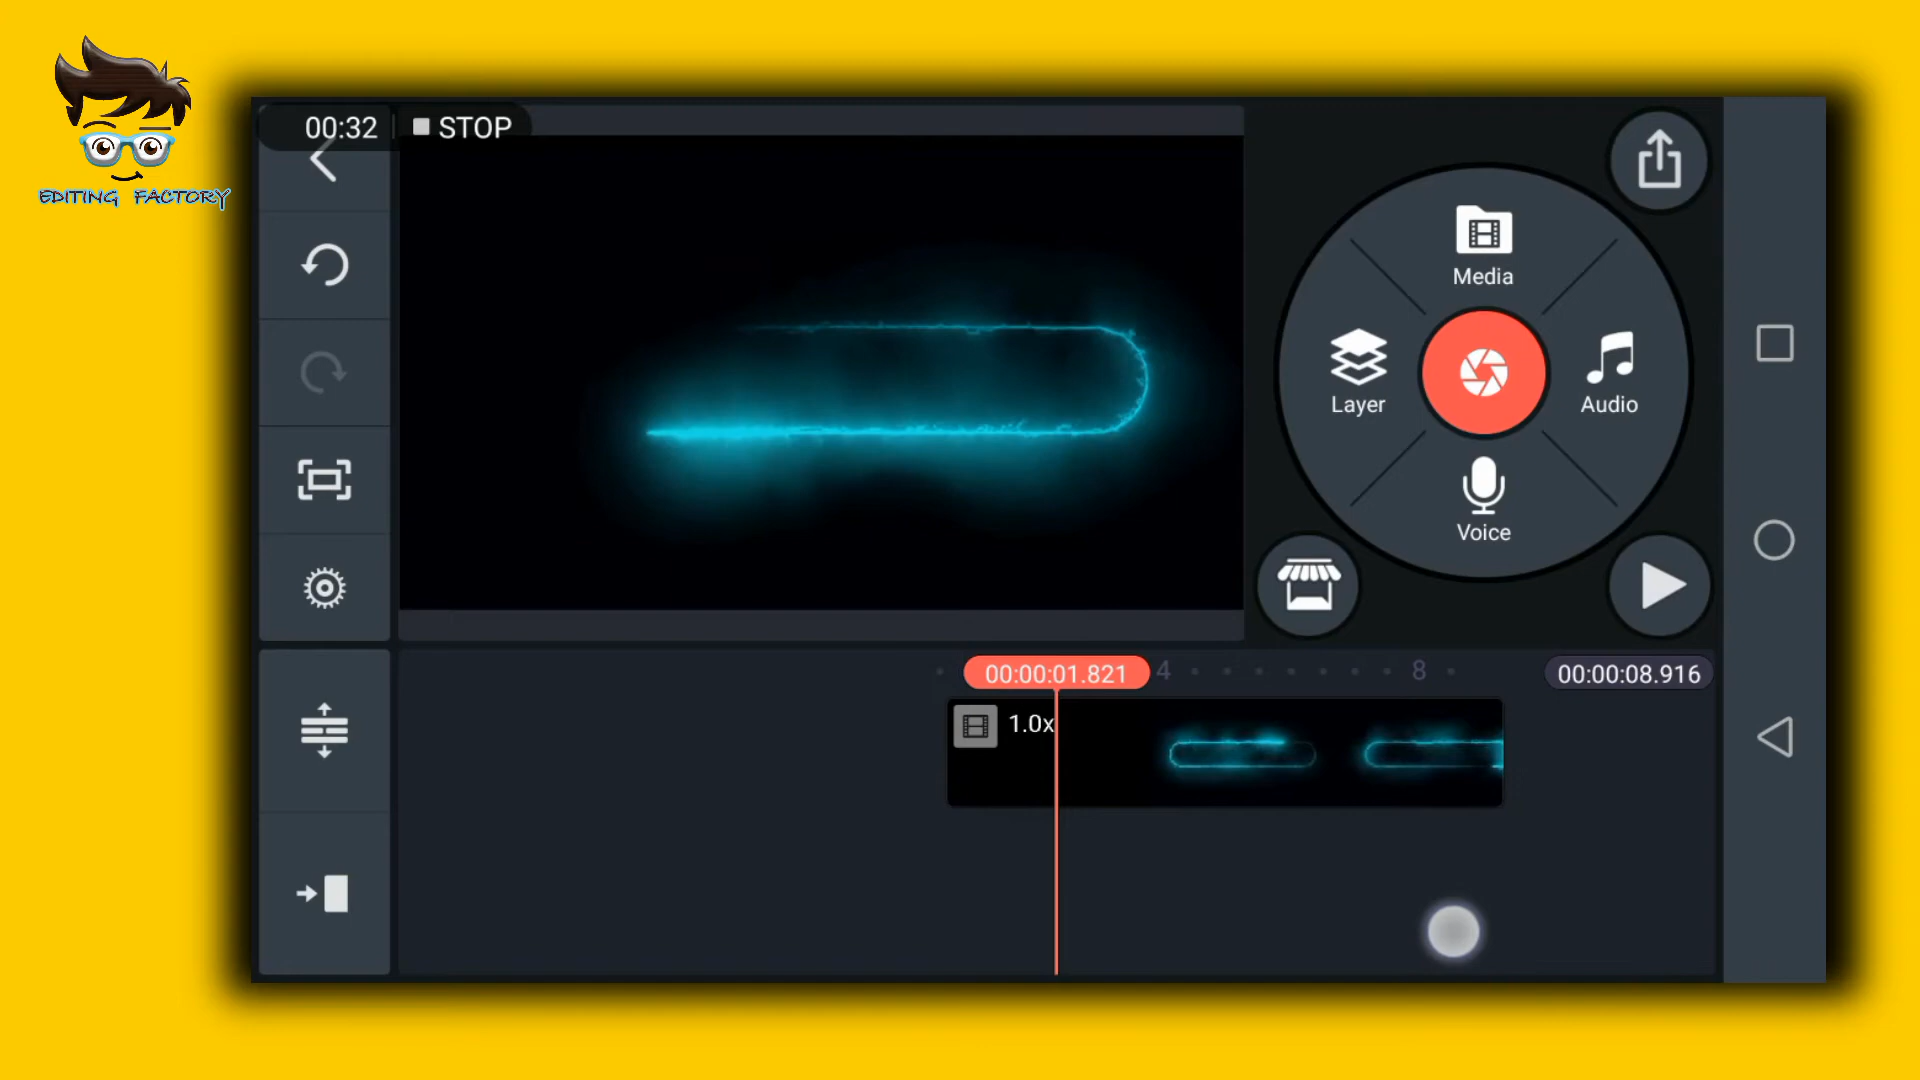 EDITING FACTORY
00:32
STOP
Media
Layer
Audio
Voice
00:00:01.821
4
8
00:00:08.916
1.0x